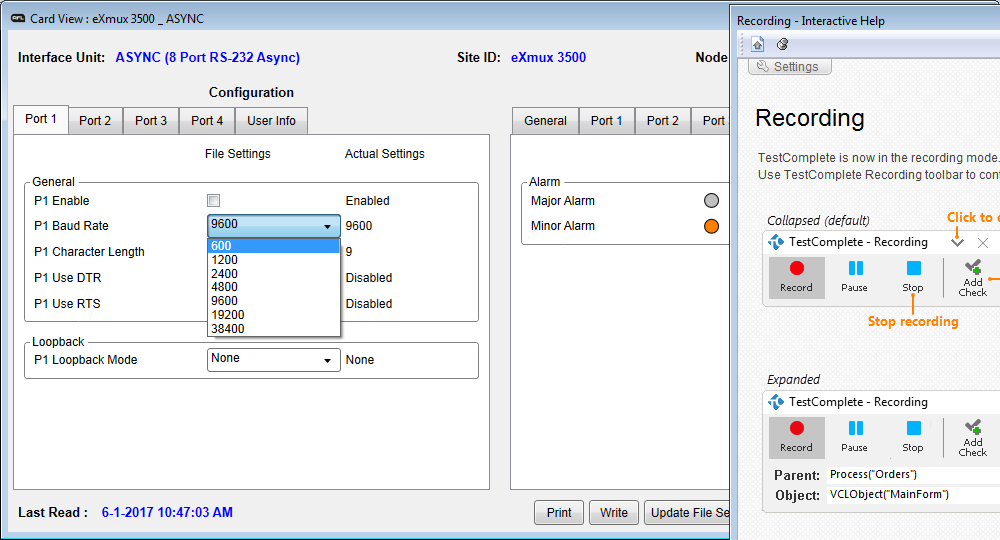 AFL Card View : eXmux 3500 _ ASYNC
Interface Unit: ASYNC (8 Port RS-232 Async) Site ID: eXmux 3500 Node
Configuration
Port 1 Port 2 Port 3 Port 4 User Info
File Settings Actual Settings
General
P1 Enable Enabled
P1 Baud Rate 9600 9600
P1 Character Length 9
P1 Use DTR Disabled
P1 Use RTS Disabled
600
1200
2400
4800
9600
19200
38400
Loopback
P1 Loopback Mode None None
General Port 1 Port 2 Port
Alarm
Major Alarm
Minor Alarm
Last Read : 6-1-2017 10:47:03 AM
Print Write Update File Se
Recording - Interactive Help
Settings
Recording
TestComplete is now in the recording mode.
Use TestComplete Recording toolbar to cont
Collapsed (default) Click to e
TestComplete - Recording
Record Pause Stop Add Check
Stop recording
Expanded
TestComplete - Recording
Record Pause Stop Add Check
Parent: Process("Orders")
Object: VCLObject("MainForm")